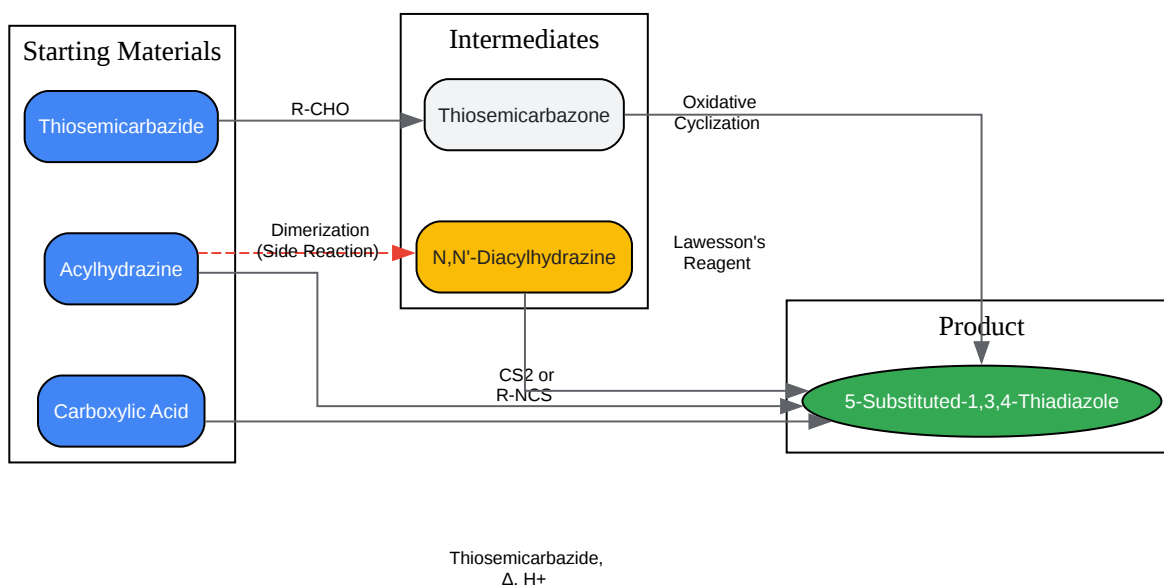 Starting Materials
Thiosemicarbazide
Acylhydrazine
Carboxylic Acid
R-CHO
Dimerization
(Side Reaction)
Intermediates
Thiosemicarbazone
N,N'-Diacylhydrazine
Oxidative
Cyclization
Lawesson's
Reagent
CS2 or
R-NCS
Product
5-Substituted-1,3,4-Thiadiazole
Thiosemicarbazide,
Δ, H+